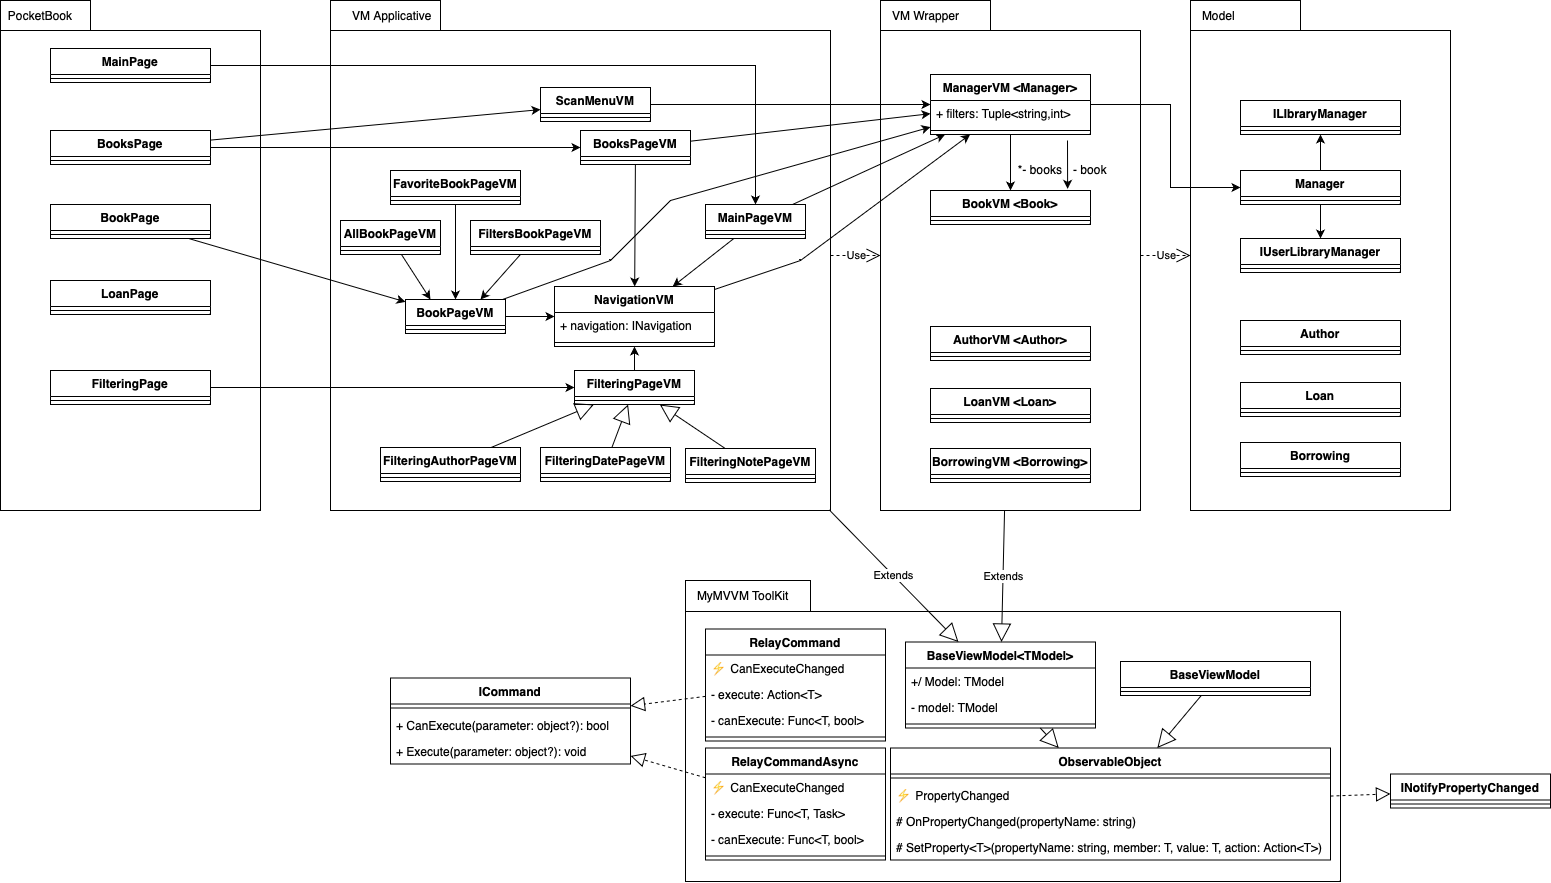 PocketBook
MainPage
BooksPage
BookPage
LoanPage
FilteringPage
VM Applicative
ScanMenuVM
BooksPageVM
FavoriteBookPageVM
MainPageVM
AllBookPageVM
FiltersBookPageVM
BookPageVM
NavigationVM
+ navigation: INavigation
FilteringPageVM
FilteringAuthorPageVM
FilteringDatePageVM
FilteringNotePageVM
Use
VM Wrapper
ManagerVM <Manager>
+ filters: Tuple<string,int>
*- books
- book
BookVM <Book>
AuthorVM <Author>
LoanVM <Loan>
BorrowingVM <Borrowing>
Use
Model
ILIbraryManager
Manager
IUserLibraryManager
Author
Loan
Borrowing
Extends
Extends
MyMVVM ToolKit
ICommand
+ CanExecute(parameter: object?): bool
+ Execute(parameter: object?): void
RelayCommand
⚡ CanExecuteChanged
- execute: Action<T>
- canExecute: Func<T, bool>
RelayCommandAsync
⚡ CanExecuteChanged
- execute: Func<T, Task>
- canExecute: Func<T, bool>
BaseViewModel<TModel>
+/ Model: TModel
- model: TModel
BaseViewModel
ObservableObject
⚡ PropertyChanged
# OnPropertyChanged(propertyName: string)
# SetProperty<T>(propertyName: string, member: T, value: T, action: Action<T>)
INotifyPropertyChanged